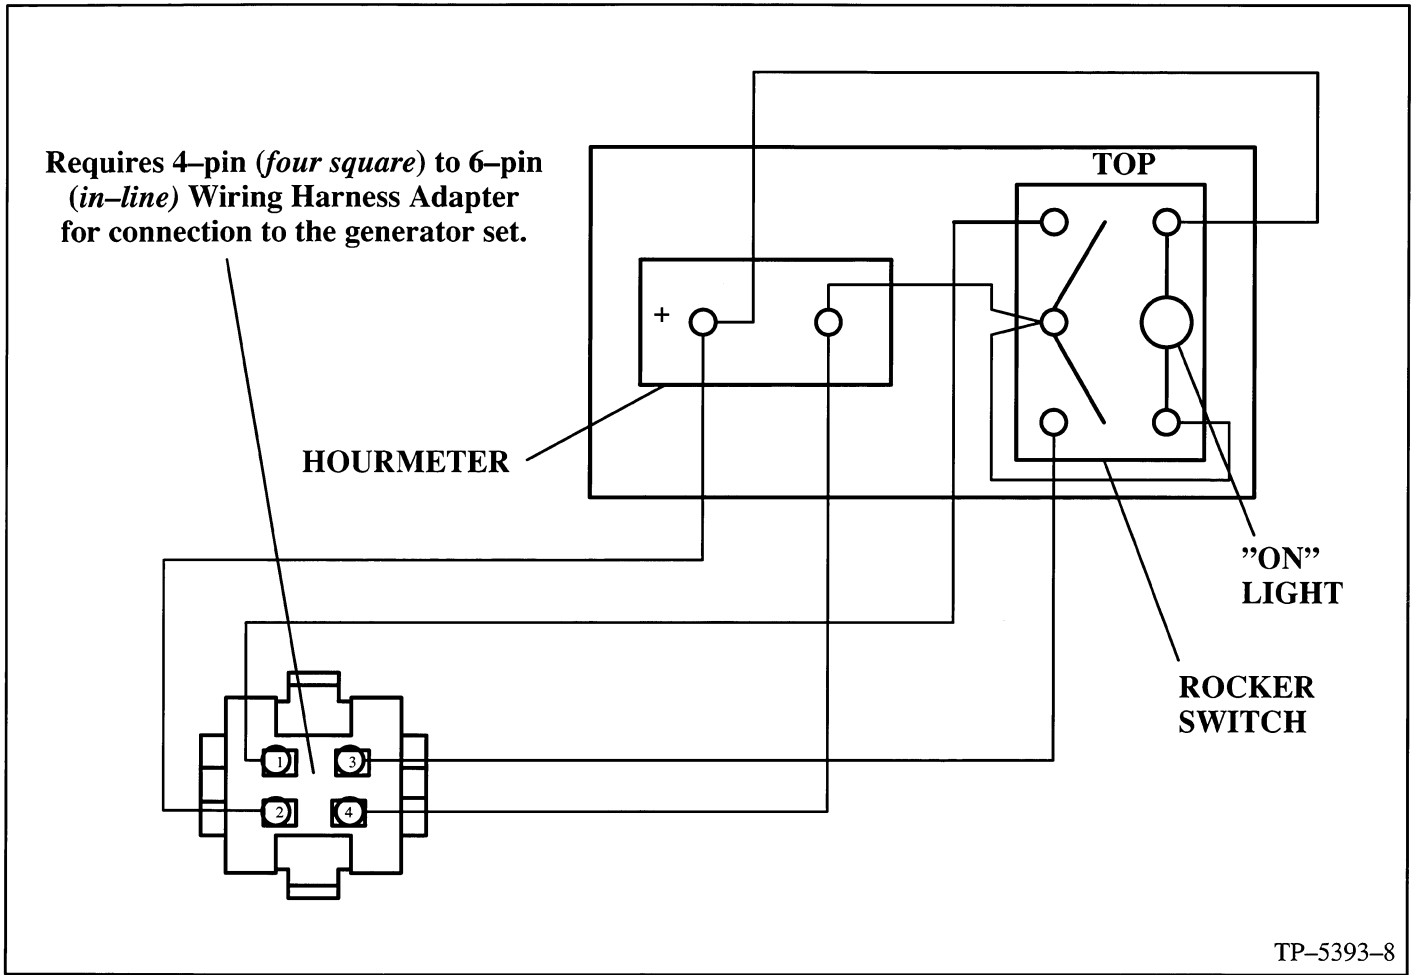 Requires 4–pin (four square) to 6–pin
(in–line) Wiring Harness Adapter
for connection to the generator set.
TOP
+
HOURMETER
”ON”
LIGHT
ROCKER
SWITCH
1
3
2
4
TP–5393–8